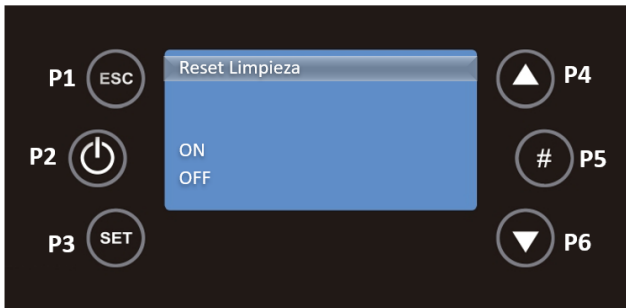 P1 ESC
Reset Limpieza
P4
P2
ON
OFF
# P5
P3 SET
P6